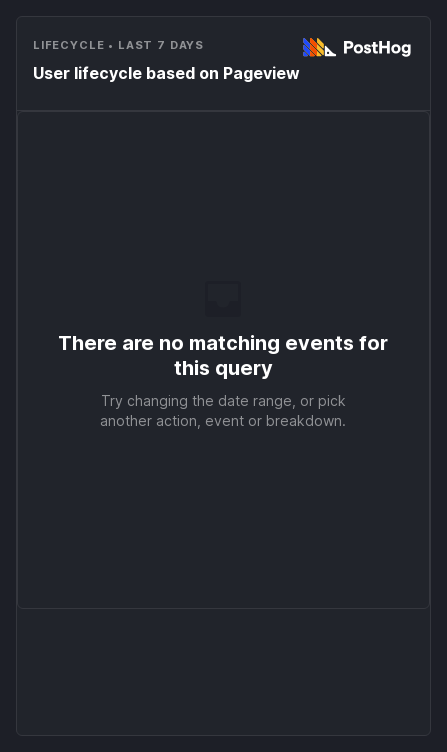 LIFECYCLE • LAST 7 DAYS
PostHog
User lifecycle based on Pageview
There are no matching events for
this query
Try changing the date range, or pick
another action, event or breakdown.